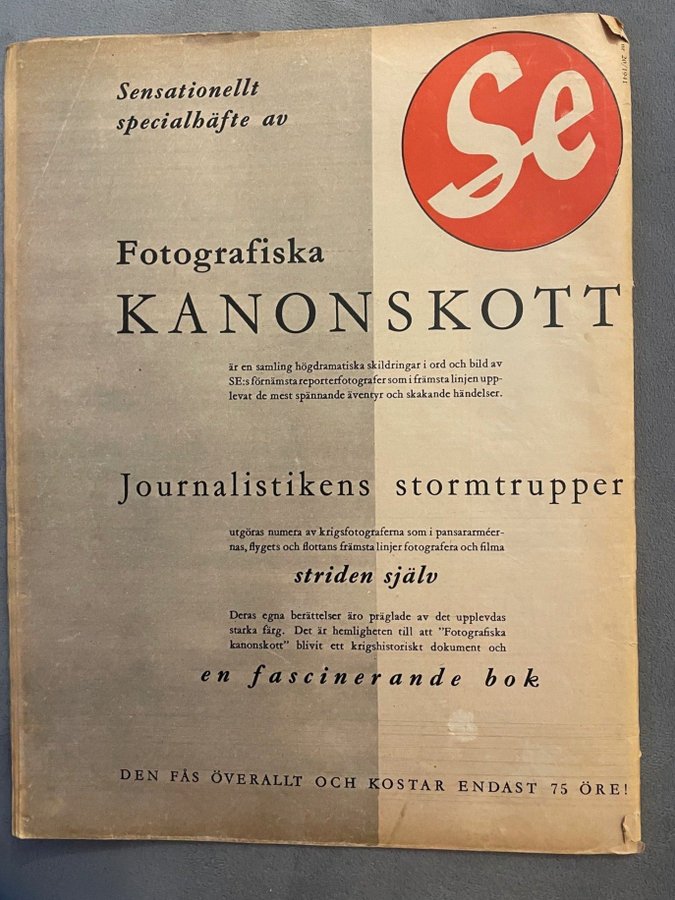 Sensationellt
specialhäfte av
Se
nr 20/1941
Fotografiska
KANONSKOTT
är en samling högdramatiska skildringar i ord och bild av
SE:s förnämsta reporterfotografer som i främsta linjen upp-
levat de mest spännande äventyr och skakande händelser.
Journalistikens stormtrupper
utgöras numera av krigsfotograferna som i pansararméer-
nas, flygets och flottans främsta linjer fotografera och filma
striden själv
Deras egna berättelser äro präglade av det upplevdas
starka färg. Det är hemligheten till att "Fotografiska
kanonskott" blivit ett krigshistoriskt dokument och
en fascinerande bok
DEN FÅS ÖVERALLT OCH KOSTAR ENDAST 75 ÖRE!